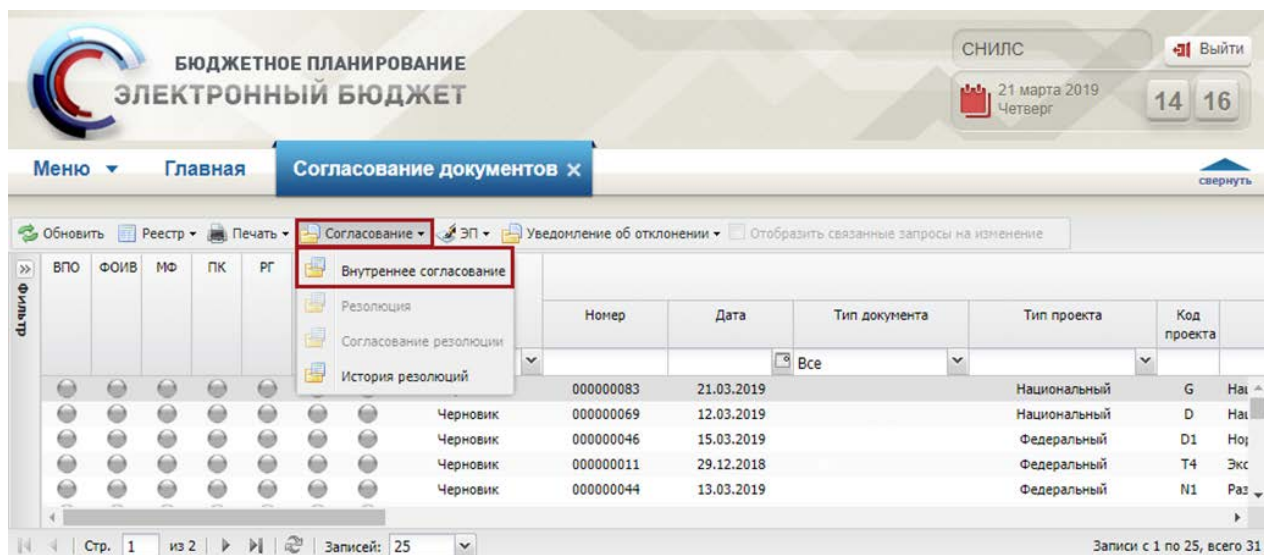 БЮДЖЕТНОЕ ПЛАНИРОВАНИЕ
ЭЛЕКТРОННЫЙ БЮДЖЕТ
СНИЛС
Выйти
21 марта 2019
Четверг
14 16
Меню Главная Согласование документов ×
свернуть
Обновить Реестр Печать Согласование ЭП Уведомление об отклонении Отобразить связанные запросы на изменение
Фильтр
ВПО ФОИВ МФ ПК РГ
Внутреннее согласование
Резолюция
Согласование резолюции
История резолюций
Номер Дата Тип документа Тип проекта Код проекта
Все
000000083 21.03.2019 Национальный G Нац
Черновик 000000069 12.03.2019 Национальный D Нац
Черновик 000000046 15.03.2019 Федеральный D1 Нор
Черновик 000000011 29.12.2018 Федеральный T4 Экс
Черновик 000000044 13.03.2019 Федеральный N1 Раз
Стр. 1 из 2 Записей: 25 Записи с 1 по 25, всего 31